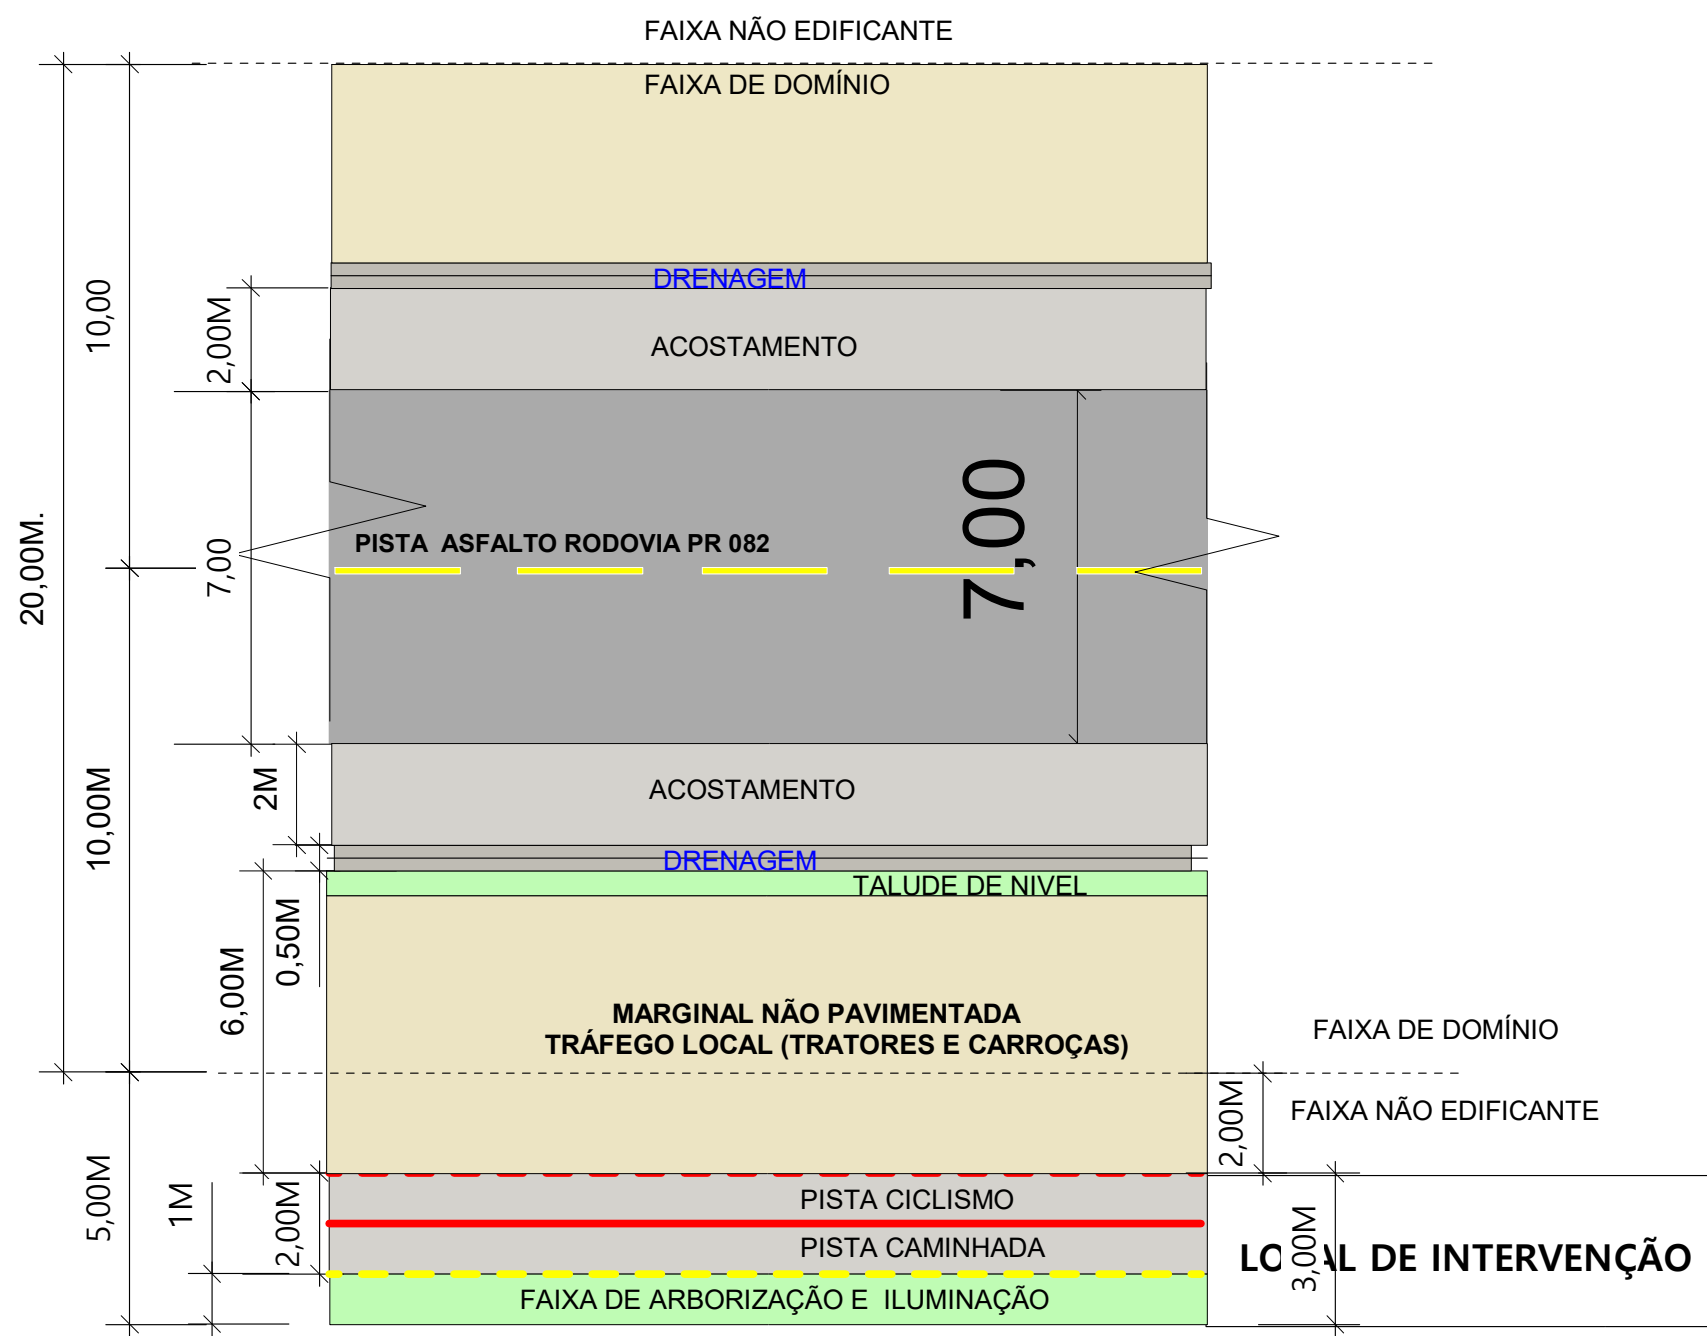 FAIXA NÃO EDIFICANTE
FAIXA DE DOMÍNIO
DRENAGEM
10,00
2,00M
ACOSTAMENTO
7,00
20,00M.
7,00
PISTA ASFALTO RODOVIA PR 082
10,00M
2M
ACOSTAMENTO
DRENAGEM
TALUDE DE NIVEL
0,50M
6,00M
MARGINAL NÃO PAVIMENTADA
TRÁFEGO LOCAL (TRATORES E CARROÇAS)
FAIXA DE DOMÍNIO
2,00M
FAIXA NÃO EDIFICANTE
5,00M
1M
2,00M
PISTA CICLISMO
PISTA CAMINHADA
3,00M
LOCAL DE INTERVENÇÃO
FAIXA DE ARBORIZAÇÃO E ILUMINAÇÃO